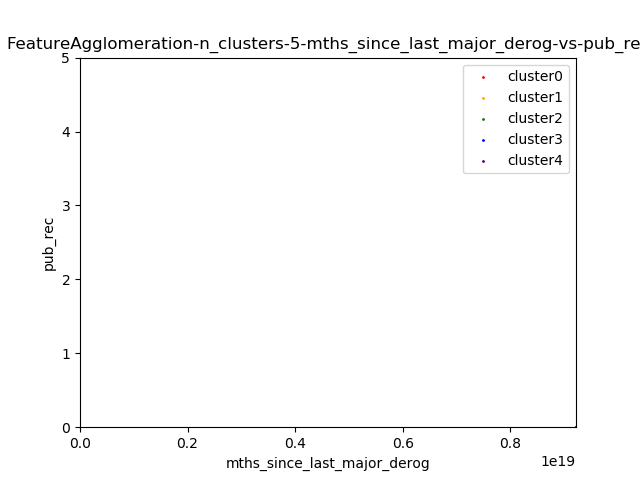 FeatureAgglomeration-n_clusters-5-mths_since_last_major_derog-vs-pub_re
5
4
3
2
1
0
pub_rec
cluster0
cluster1
cluster2
cluster3
cluster4
0.0 0.2 0.4 0.6 0.8
1e19
mths_since_last_major_derog